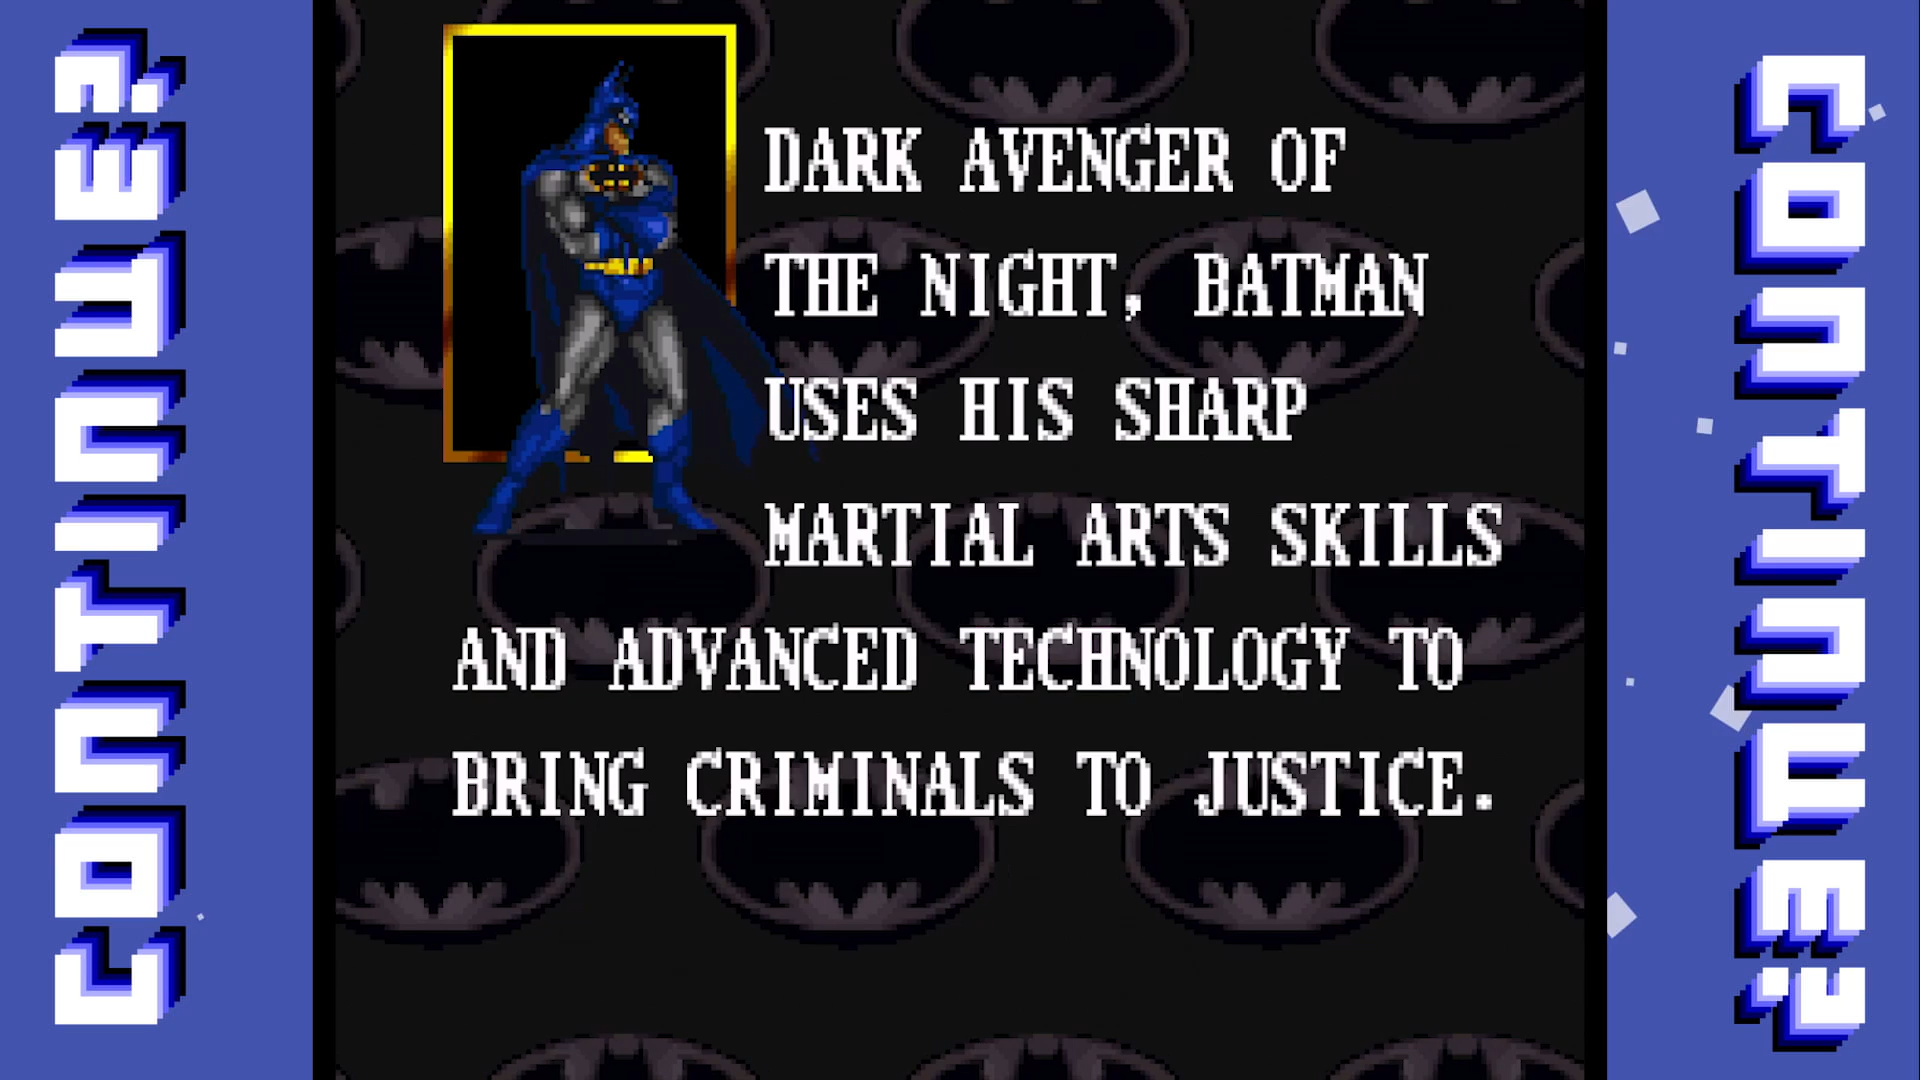 CONTINUE?
DARK AVENGER OF
THE NIGHT, BATMAN
USES HIS SHARP
MARTIAL ARTS SKILLS
AND ADVANCED TECHNOLOGY TO
BRING CRIMINALS TO JUSTICE.
CONTINUE?